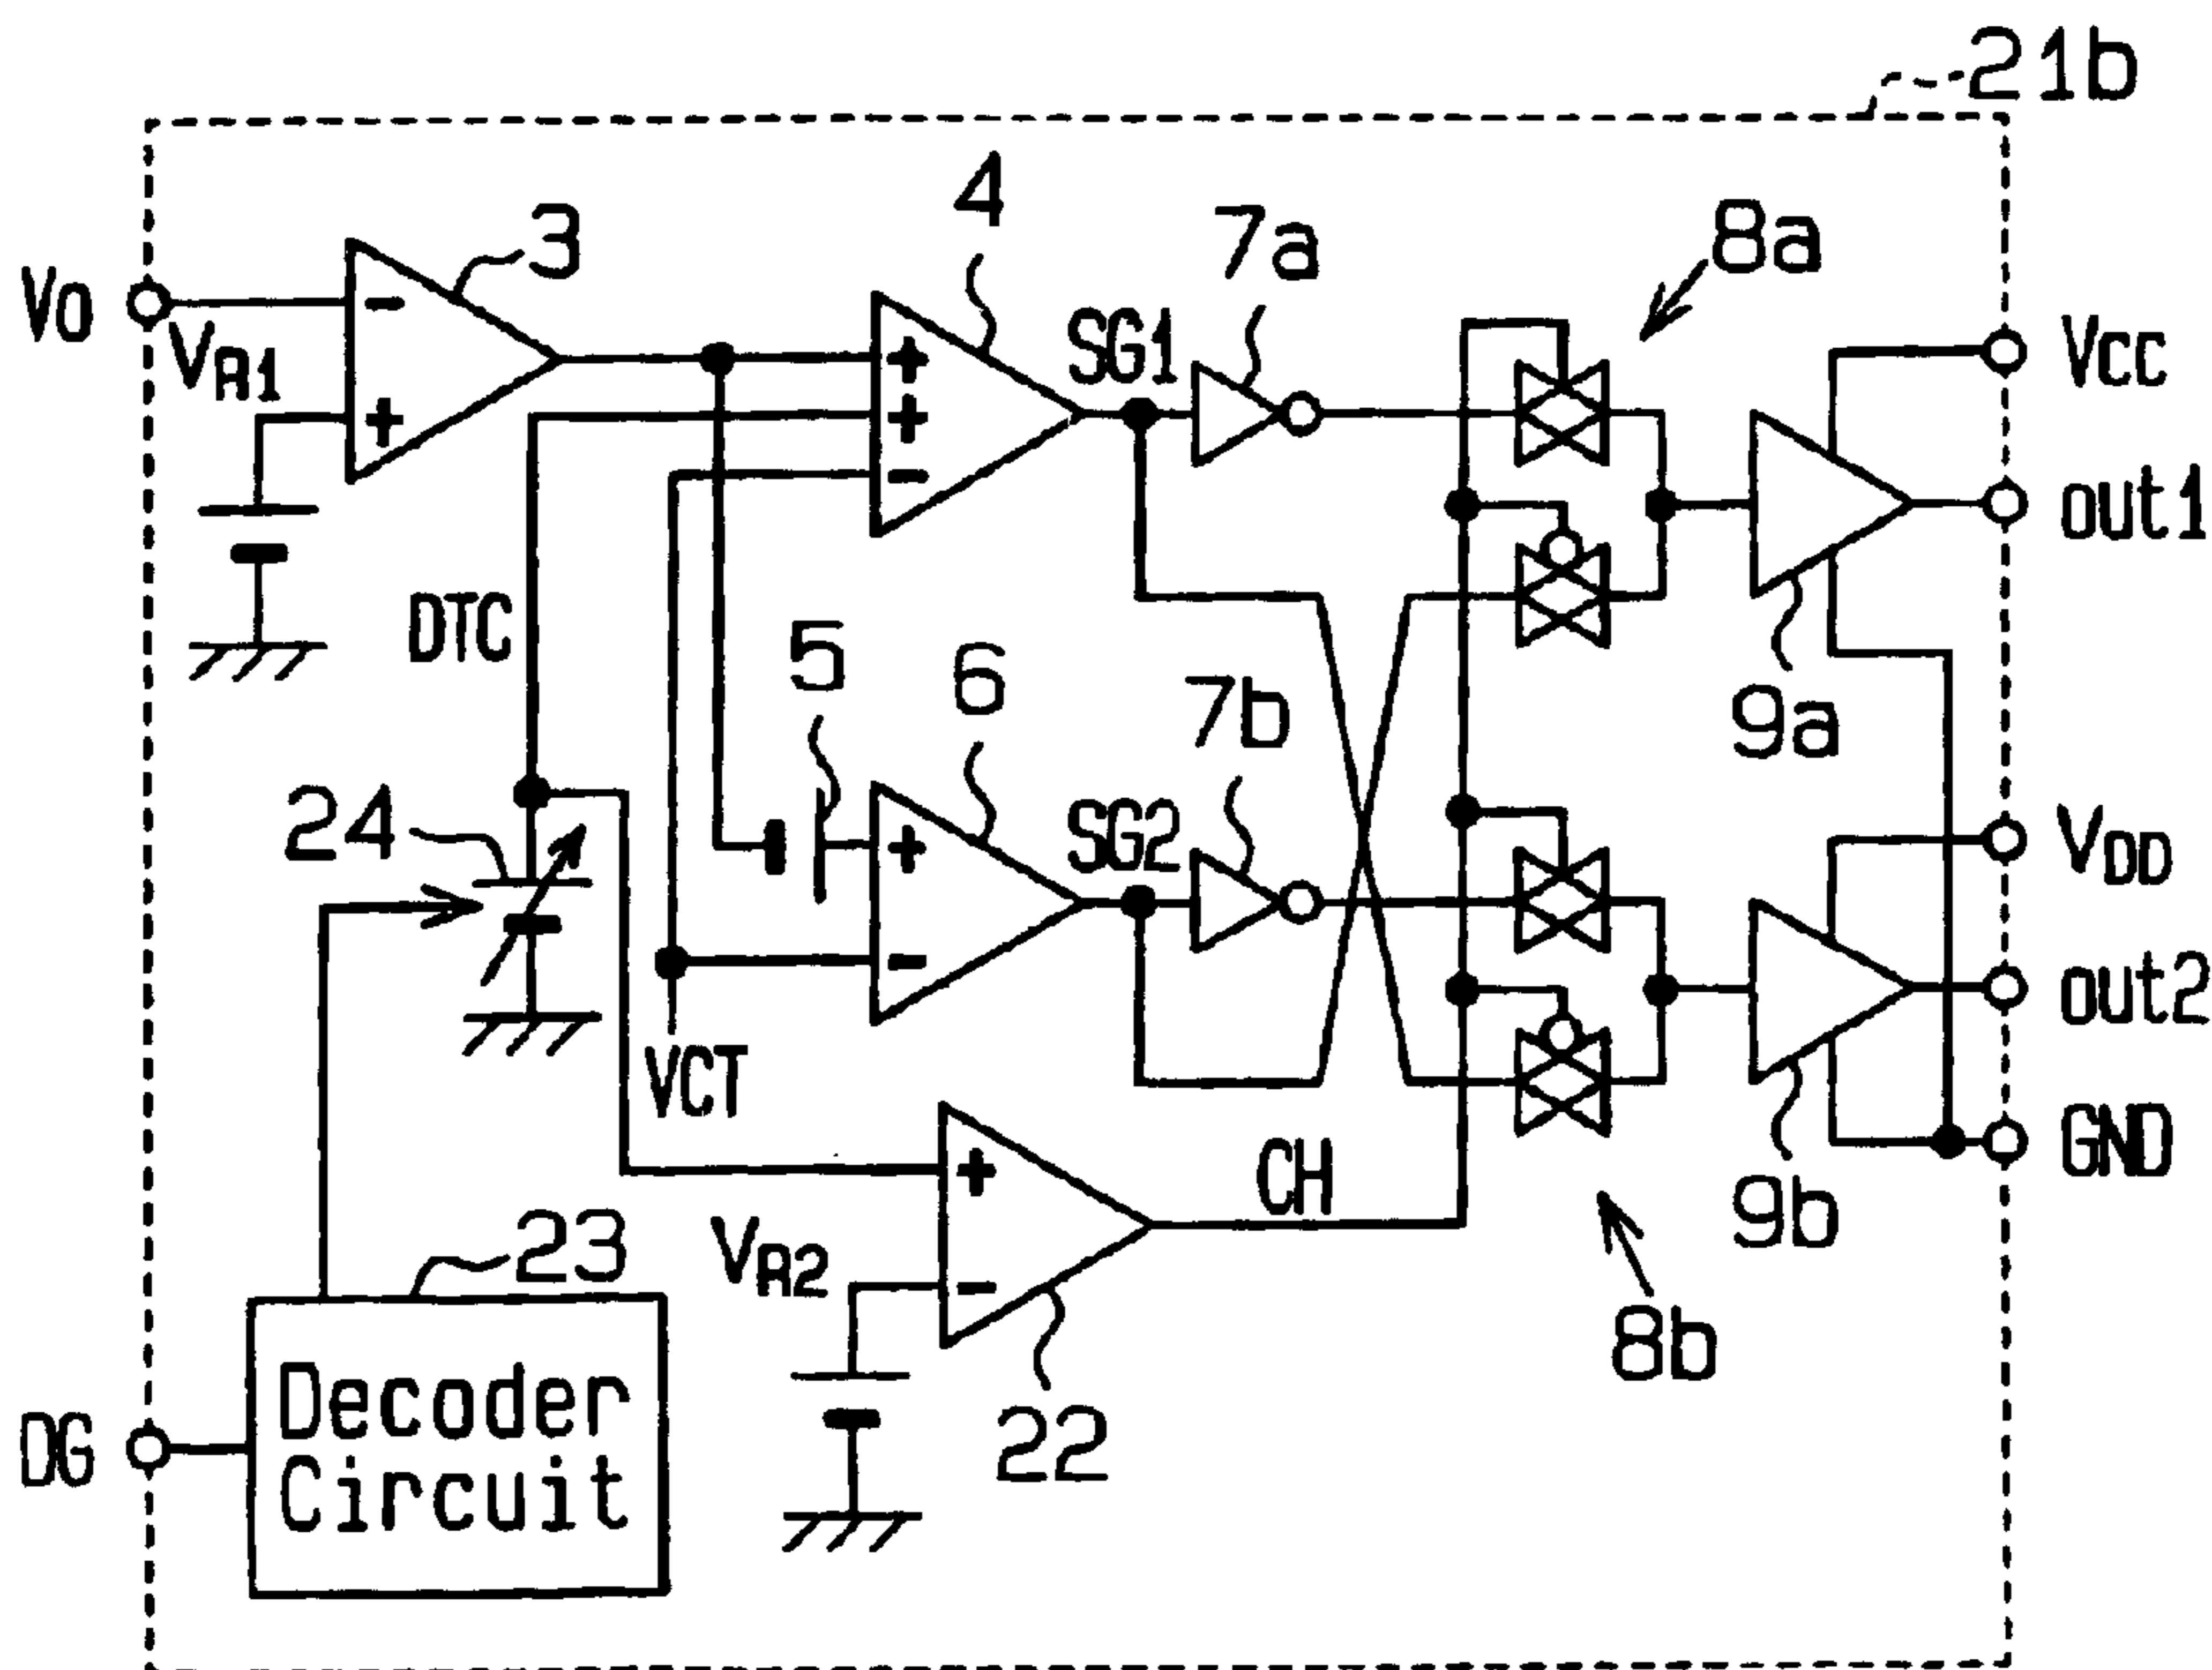 21b
4
3
7a
8a
VO
VR1
+
-
SG1
VCC
+
+
-
out1
DTC
5
6
7b
9a
24
SG2
VDD
+
-
out2
VCT
GND
CH
+
-
9b
23
VR2
8b
Decoder
Circuit
22
DG